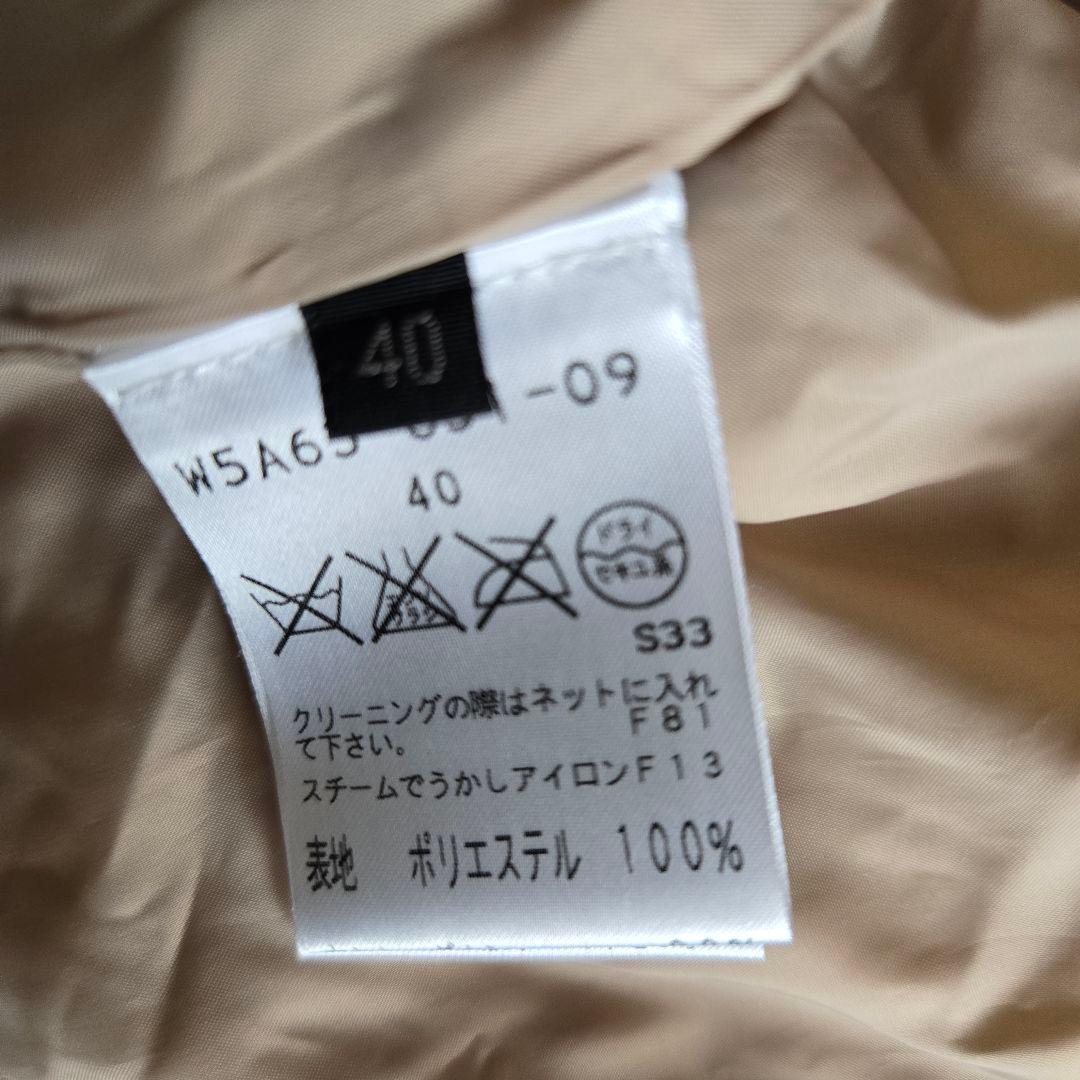 40
-09
40
ドライ
セキユ系
S33
クリーニングの際はネットに入れ
て下さい。 F81
スチームでうかしアイロンF13
表地 ポリエステル 100%